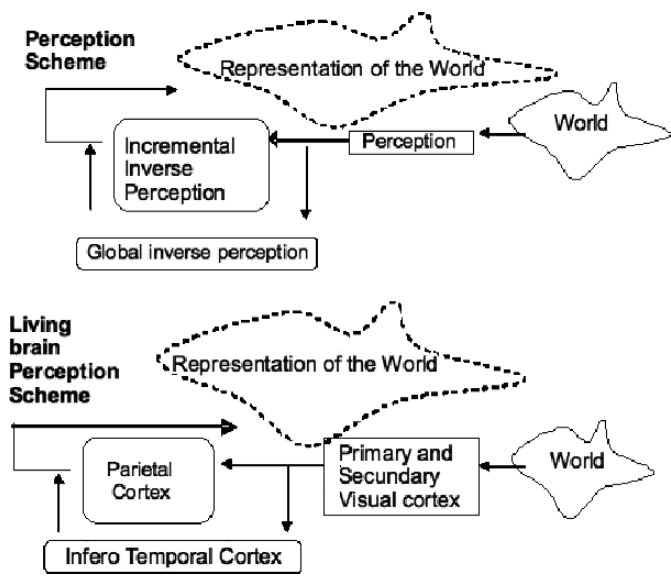 Perception
Scheme
Representation of the World
World
Incremental
Inverse
Perception
Perception
Global inverse perception
Living
brain
Perception
Scheme
Representation of the World
Parietal
Cortex
Primary and
Secundary
Visual cortex
World
Infero Temporal Cortex